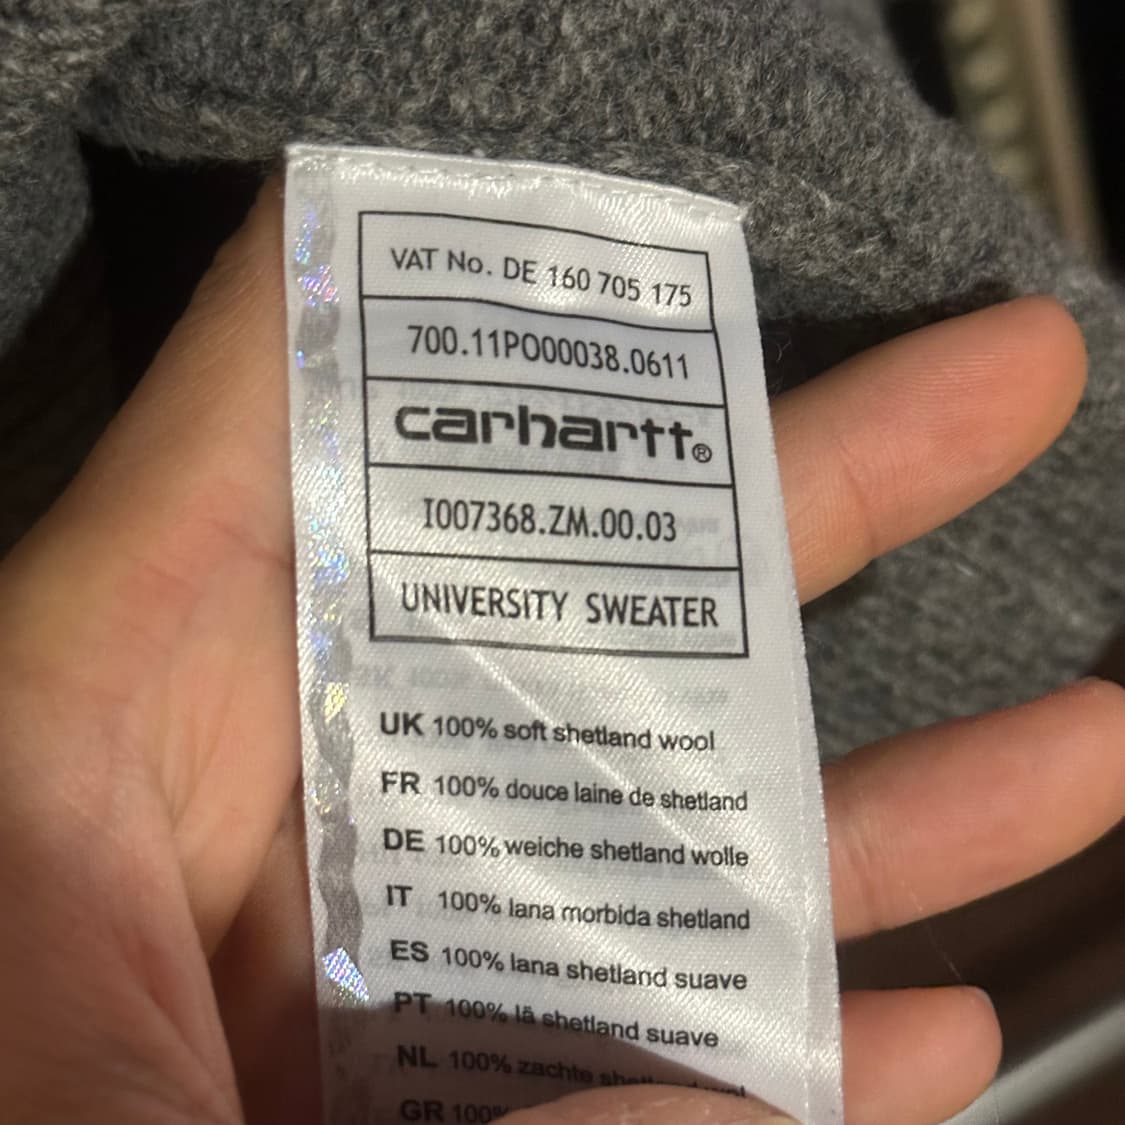 VAT No. DE 160 705 175
700.11PO00038.0611
carhartt®
I007368.ZM.00.03
UNIVERSITY SWEATER
UK 100% soft shetland wool
FR 100% douce laine de shetland
DE 100% weiche shetland wolle
IT 100% lana morbida shetland
ES 100% lana shetland suave
PT 100% lã shetland suave
NL 100% zachte
GR 100%